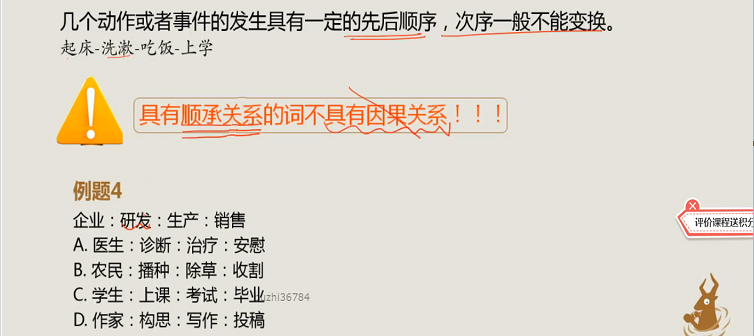 几个动作或者事件的发生具有一定的先后顺序，次序一般不能变换。
起床-洗漱-吃饭-上学
具有顺承关系的词不具有因果关系！！！
例题4
企业：研发：生产：销售
A. 医生：诊断：治疗：安慰
B. 农民：播种：除草：收割
C. 学生：上课：考试：毕业
D. 作家：构思：写作：投稿
评价课程送积分